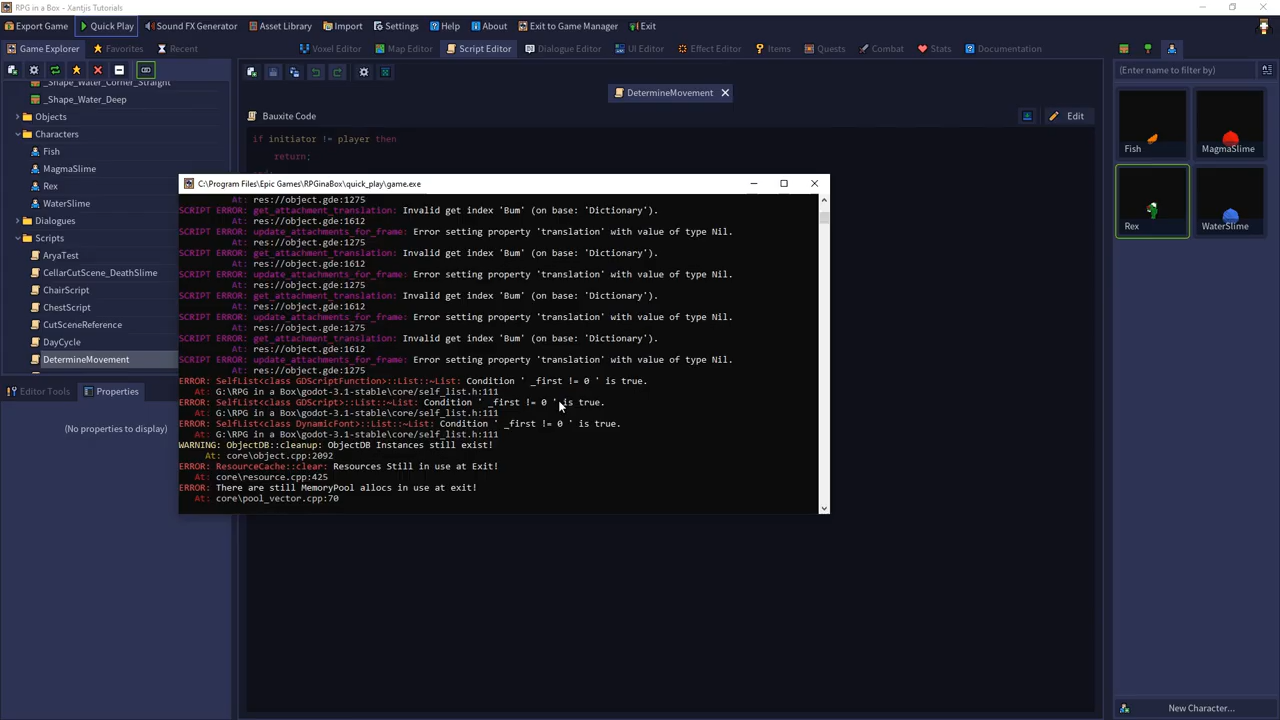 RPG in a Box - Xantjis Tutorials
Export Game
Quick Play
Sound FX Generator
Asset Library
Import
Settings
Help
About
Exit to Game Manager
Exit
Game Explorer
Favorites
Recent
Voxel Editor
Map Editor
Script Editor
Dialogue Editor
UI Editor
Effect Editor
Items
Quests
Combat
Stats
Documentation
(Enter name to filter by)
_Shape_Water_Corner_Straight
_Shape_Water_Deep
Objects
Characters
Fish
MagmaSlime
Rex
WaterSlime
Dialogues
Scripts
AryaTest
CellarCutScene_DeathSlime
ChairScript
ChestScript
CutSceneReference
DayCycle
DetermineMovement
Editor Tools
Properties
(No properties to display)
DetermineMovement
Bauxite Code
Edit
if initiator != player then
return;
C:\Program Files\Epic Games\RPGinaBox\quick_play\game.exe
At: res://object.gde:1275
SCRIPT ERROR: get_attachment_translation: Invalid get index 'Bum' (on base: 'Dictionary').
At: res://object.gde:1612
SCRIPT ERROR: update_attachments_for_frame: Error setting property 'translation' with value of type Nil.
At: res://object.gde:1275
SCRIPT ERROR: get_attachment_translation: Invalid get index 'Bum' (on base: 'Dictionary').
At: res://object.gde:1612
SCRIPT ERROR: update_attachments_for_frame: Error setting property 'translation' with value of type Nil.
At: res://object.gde:1275
SCRIPT ERROR: get_attachment_translation: Invalid get index 'Bum' (on base: 'Dictionary').
At: res://object.gde:1612
SCRIPT ERROR: update_attachments_for_frame: Error setting property 'translation' with value of type Nil.
At: res://object.gde:1275
SCRIPT ERROR: get_attachment_translation: Invalid get index 'Bum' (on base: 'Dictionary').
At: res://object.gde:1612
SCRIPT ERROR: update_attachments_for_frame: Error setting property 'translation' with value of type Nil.
At: res://object.gde:1275
ERROR: SelfList<class GDScriptFunction>::List::~List: Condition ' _first != 0 ' is true.
At: G:\RPG in a Box\godot-3.1-stable\core/self_list.h:111
ERROR: SelfList<class GDScript>::List::~List: Condition ' _first != 0 ' is true.
At: G:\RPG in a Box\godot-3.1-stable\core/self_list.h:111
ERROR: SelfList<class DynamicFont>::List::~List: Condition ' _first != 0 ' is true.
At: G:\RPG in a Box\godot-3.1-stable\core/self_list.h:111
WARNING: ObjectDB::cleanup: ObjectDB Instances still exist!
At: core\object.cpp:2092
ERROR: ResourceCache::clear: Resources Still in use at Exit!
At: core\resource.cpp:425
ERROR: There are still MemoryPool allocs in use at exit!
At: core\pool_vector.cpp:70
Fish
MagmaSlime
Rex
WaterSlime
New Character...